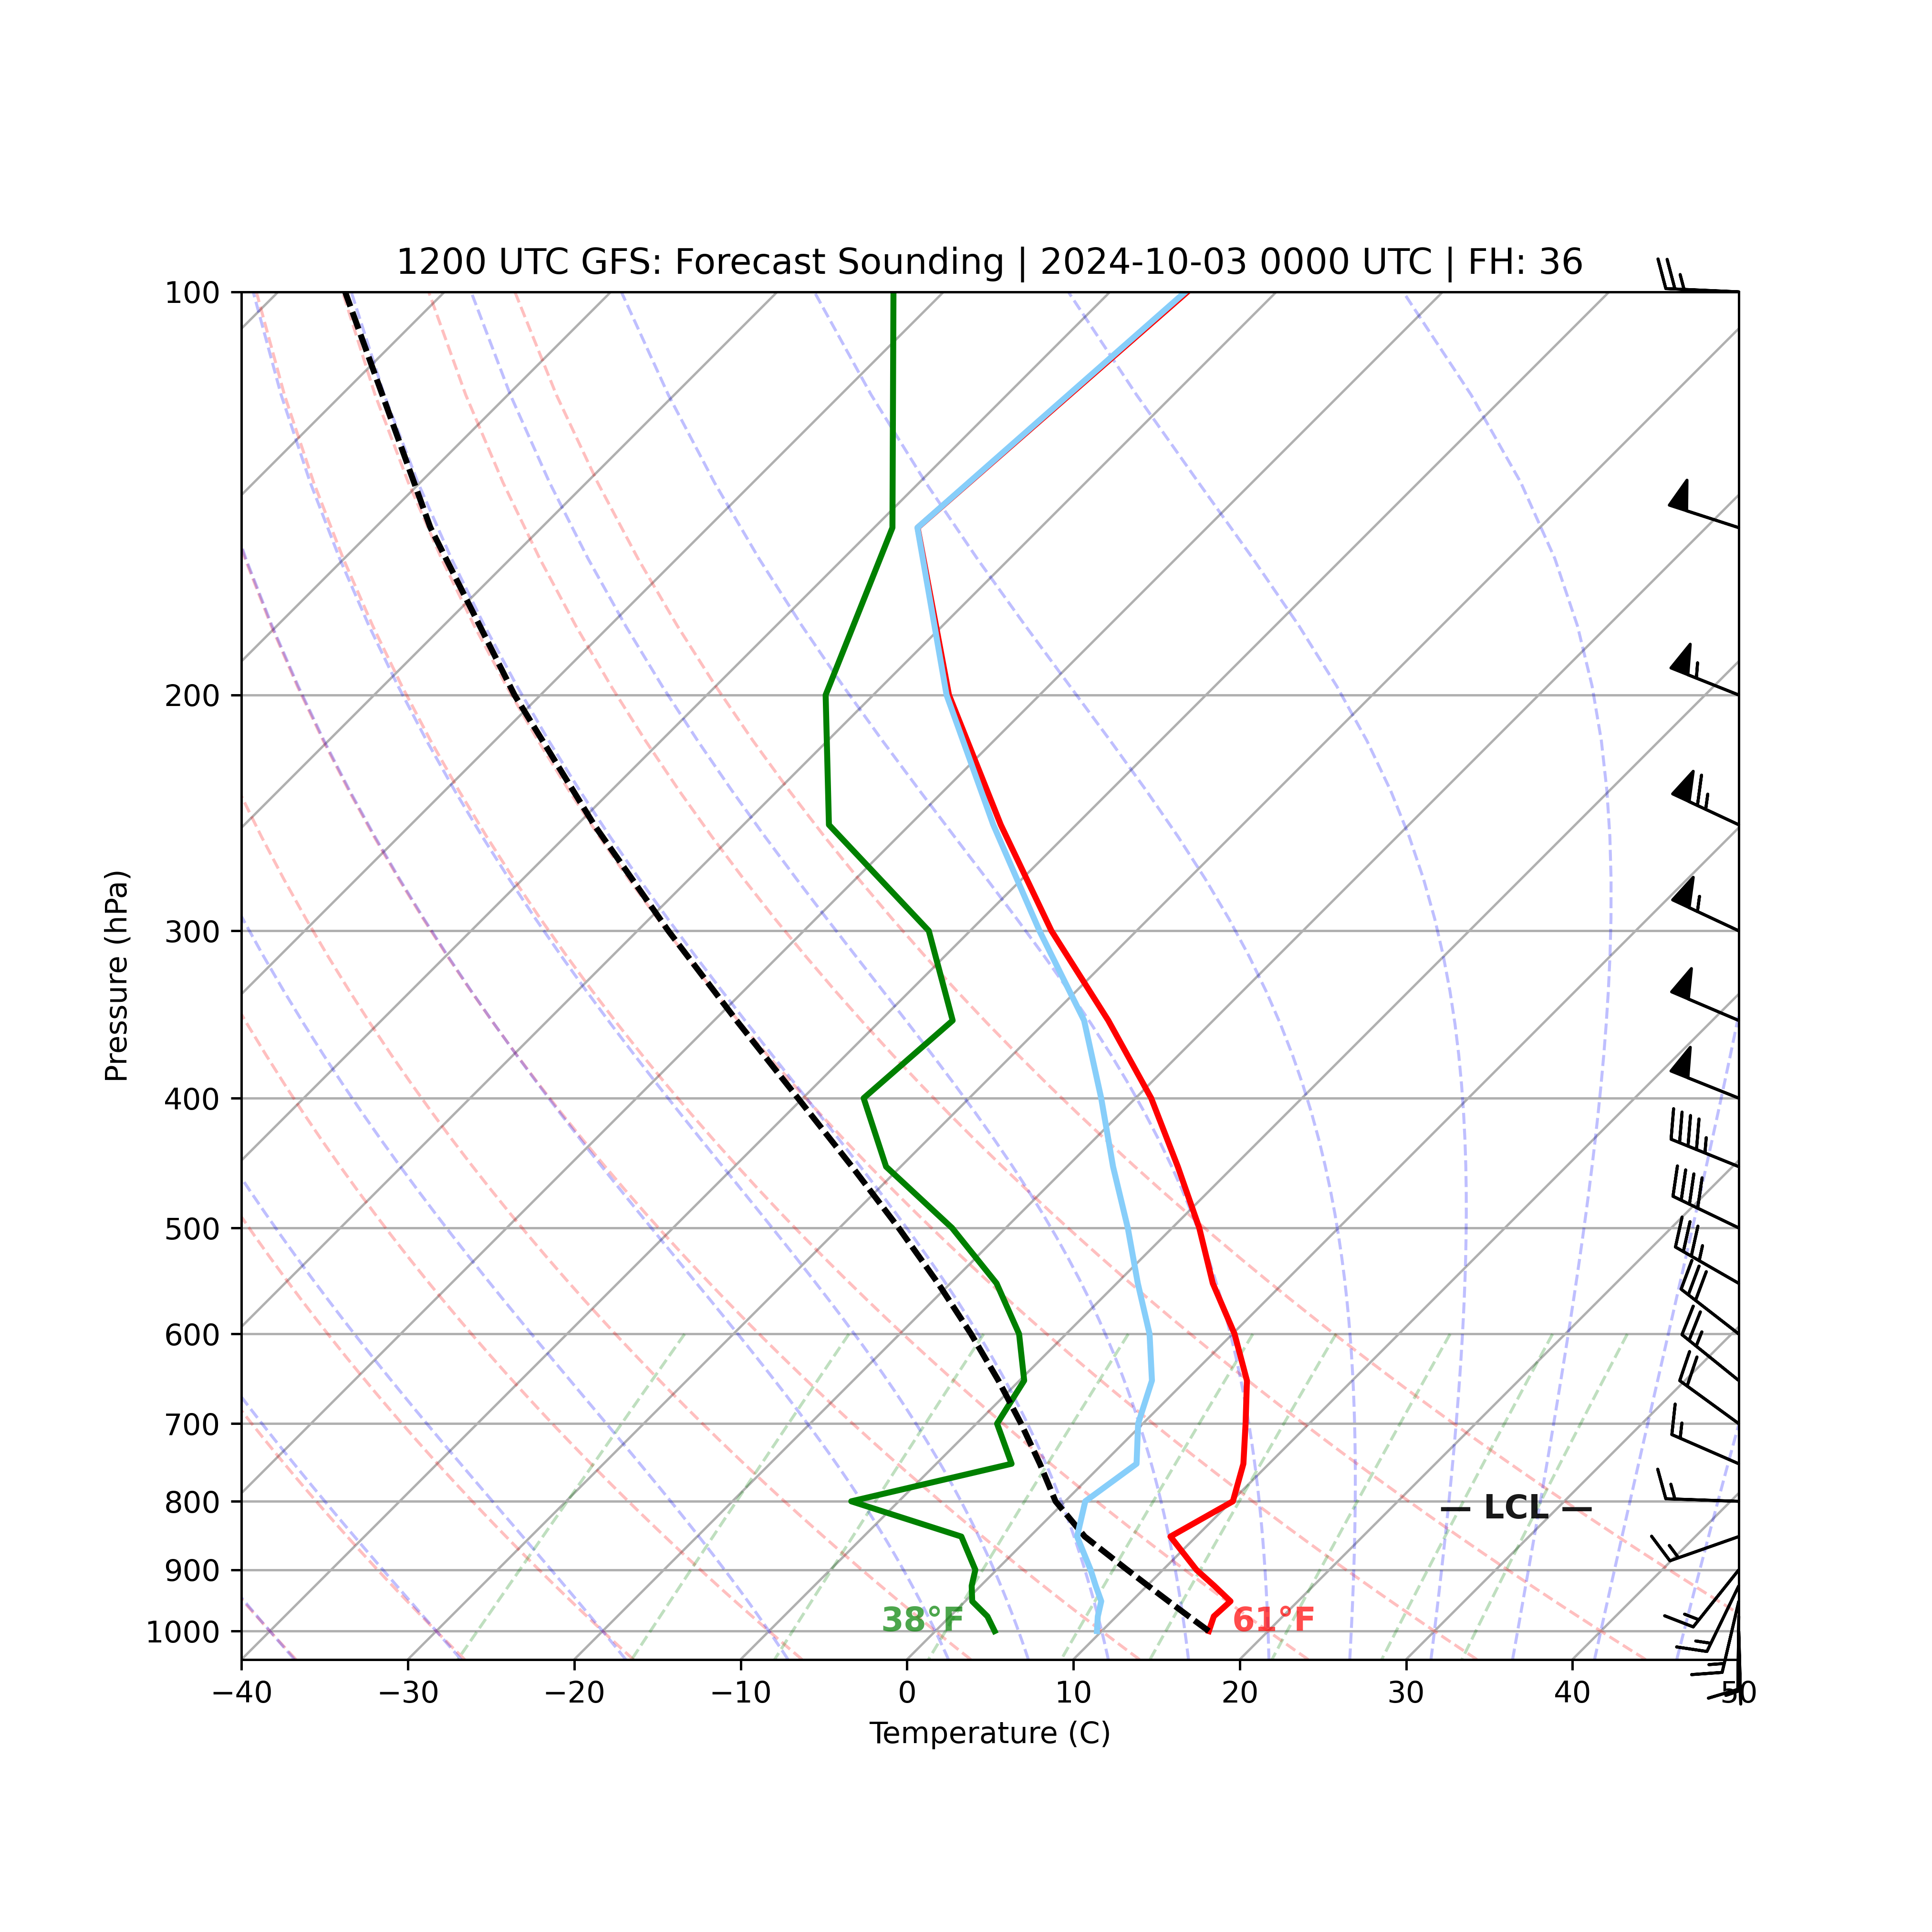 1200 UTC GFS: Forecast Sounding | 2024-10-03 0000 UTC | FH: 36
100
200
300
400
500
600
700
800
900
1000
Pressure (hPa)
— LCL —
38°F
61°F
−40 −30 −20 −10 0 10 20 30 40 50
Temperature (C)